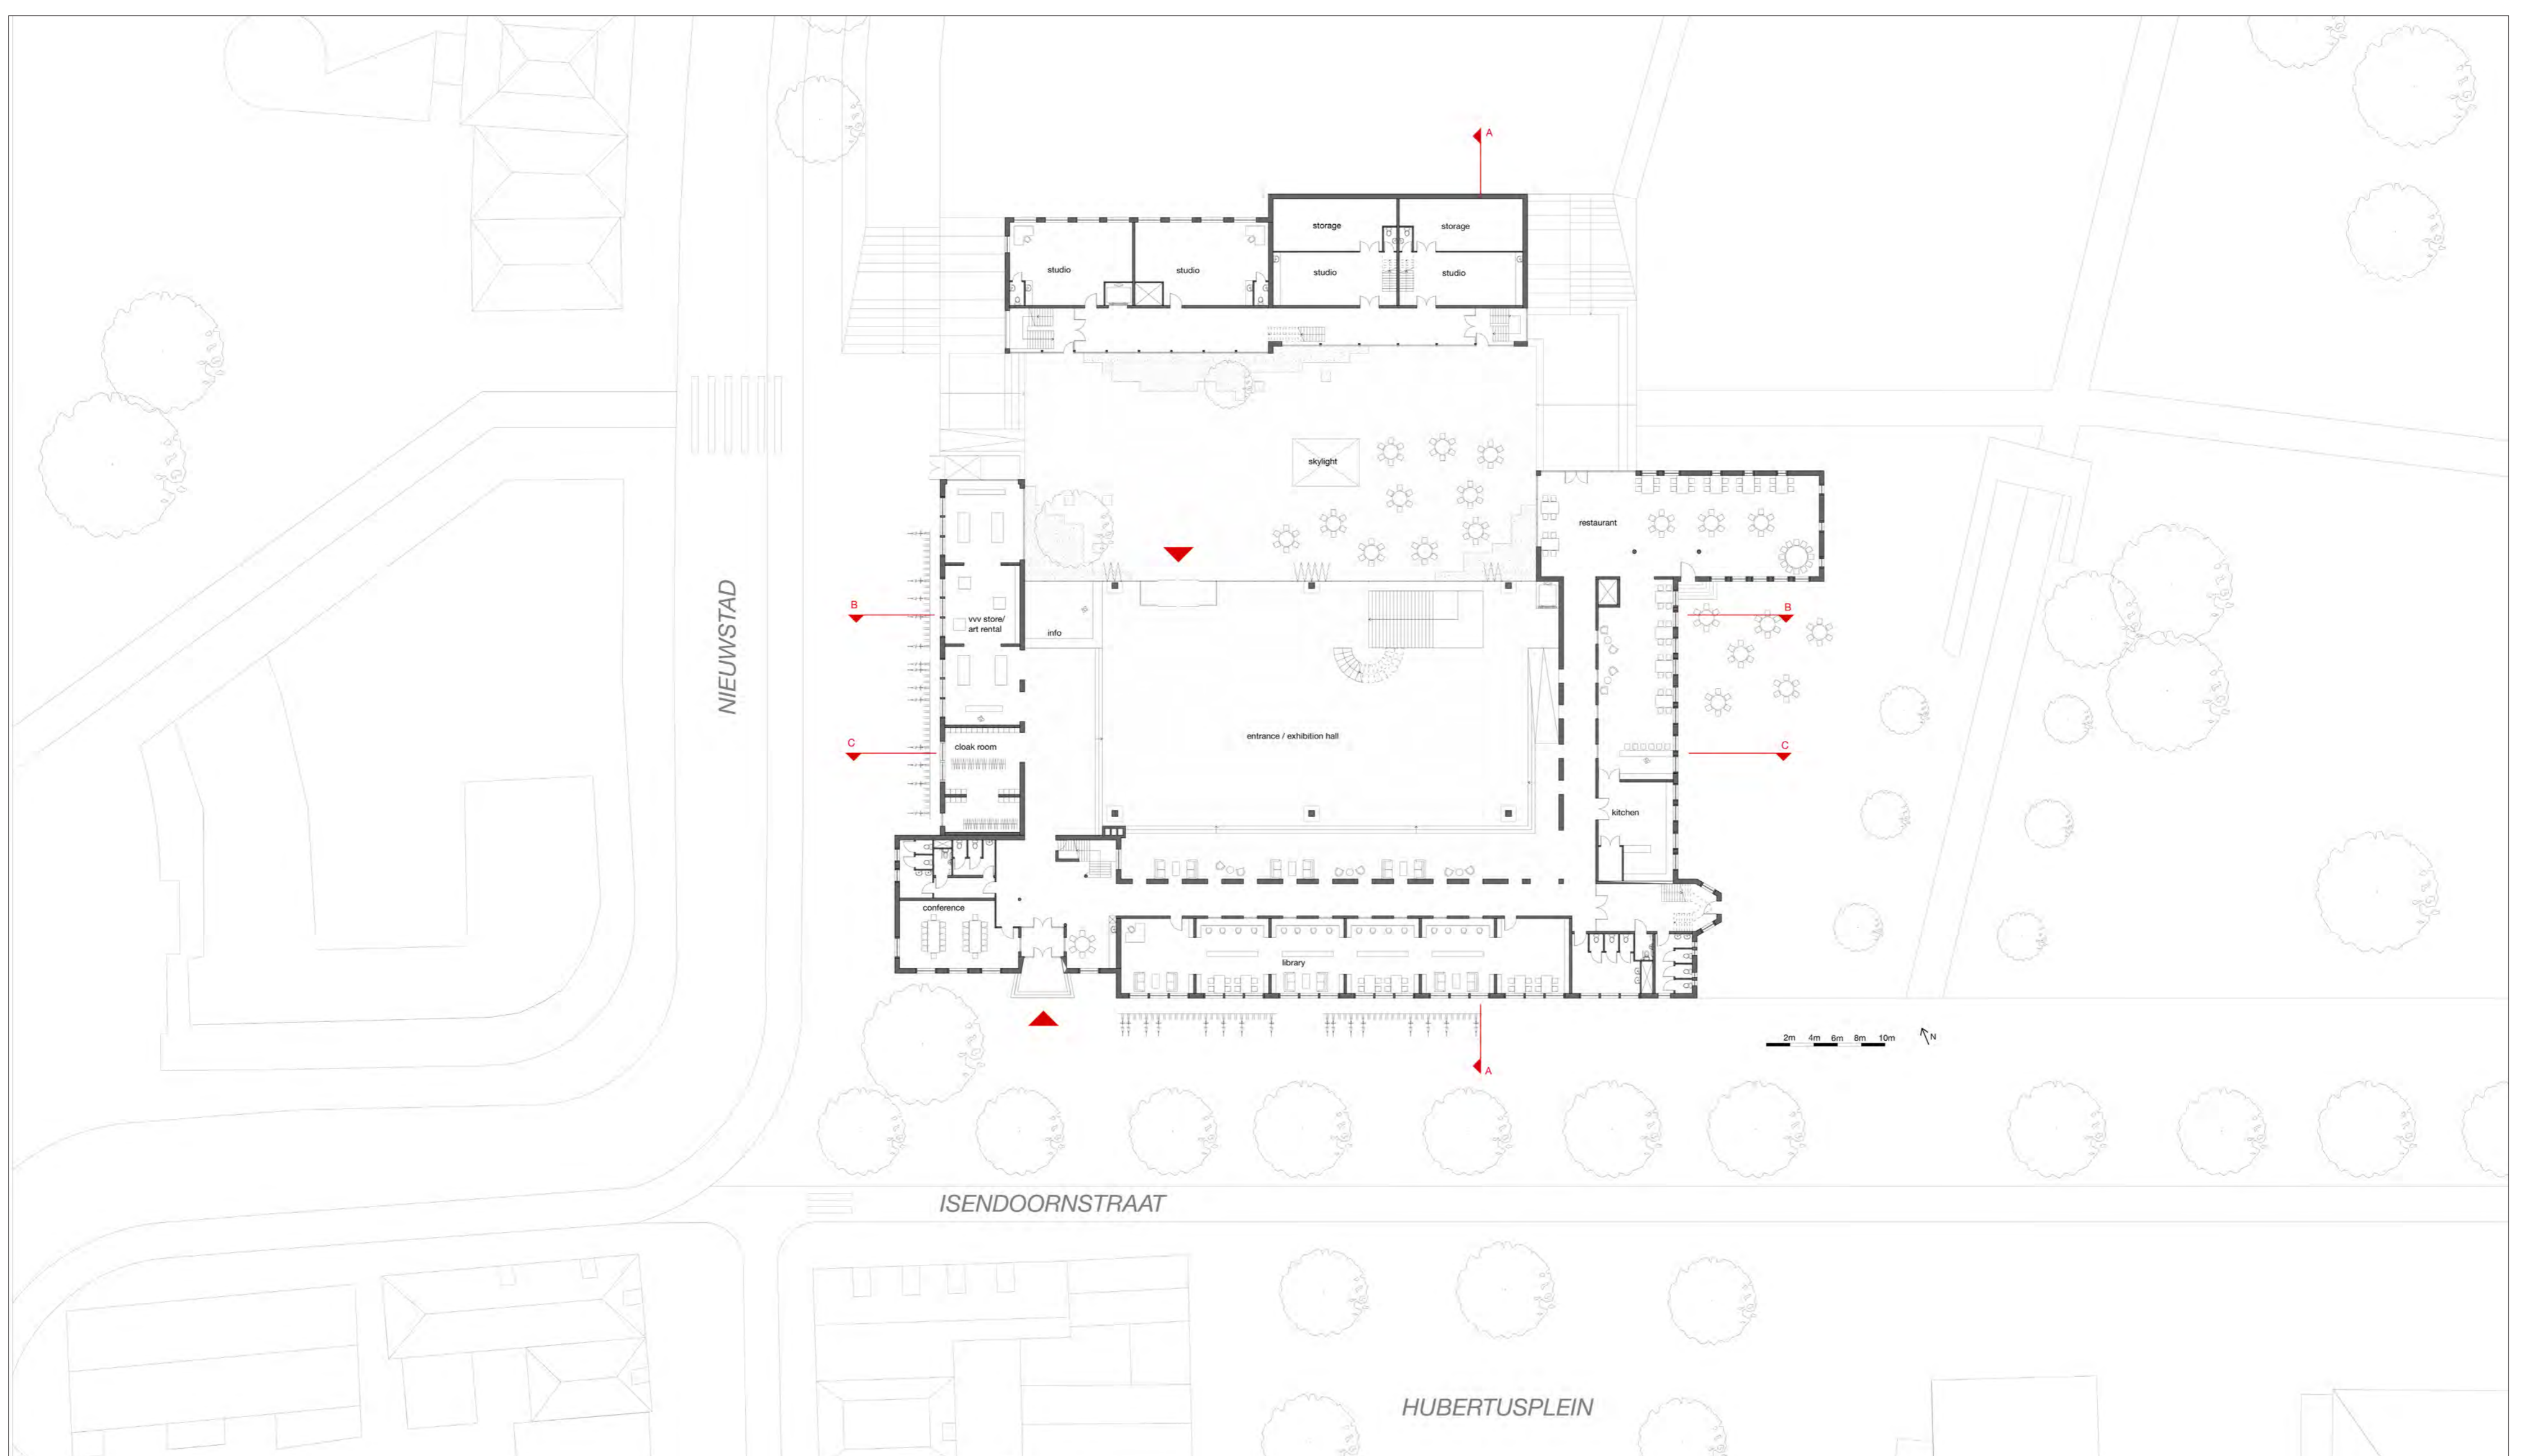 A
storage
storage
studio
studio
studio
studio
skylight
restaurant
NIEUWSTAD
B
B
vvv store/
art rental
info
entrance / exhibition hall
C
C
cloak room
kitchen
conference
library
2m 4m 6m 8m 10m
N
A
ISENDOORNSTRAAT
HUBERTUSPLEIN